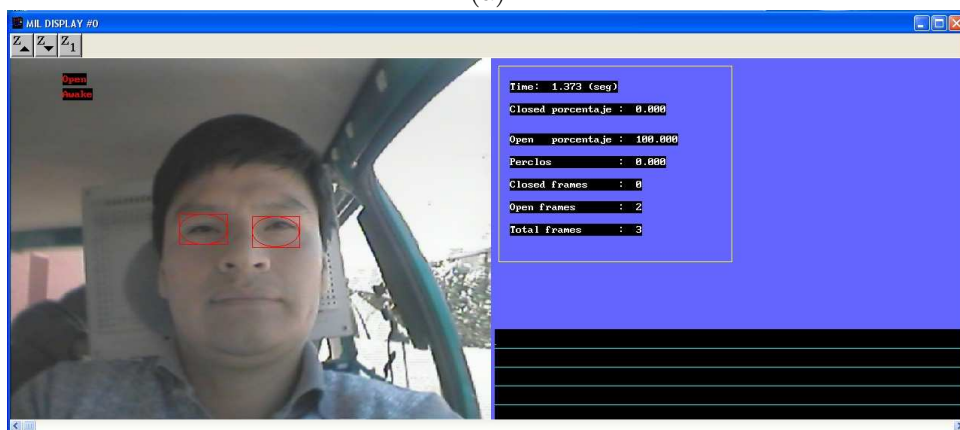 MIL DISPLAY #0
Z Z Z1
Open
Awake
Time: 1.373 (seg)
Closed porcentaje : 0.000
Open porcentaje : 100.000
Perclos : 0.000
Closed frames : 0
Open frames : 2
Total frames : 3